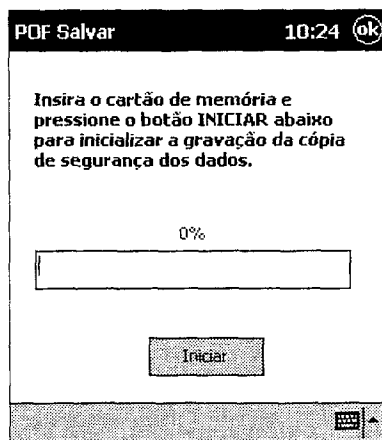 POF Salvar 10:24 ok
Insira o cartão de memória e
pressione o botão INICIAR abaixo
para inicializar a gravação da cópia
de segurança dos dados.
0%
Iniciar